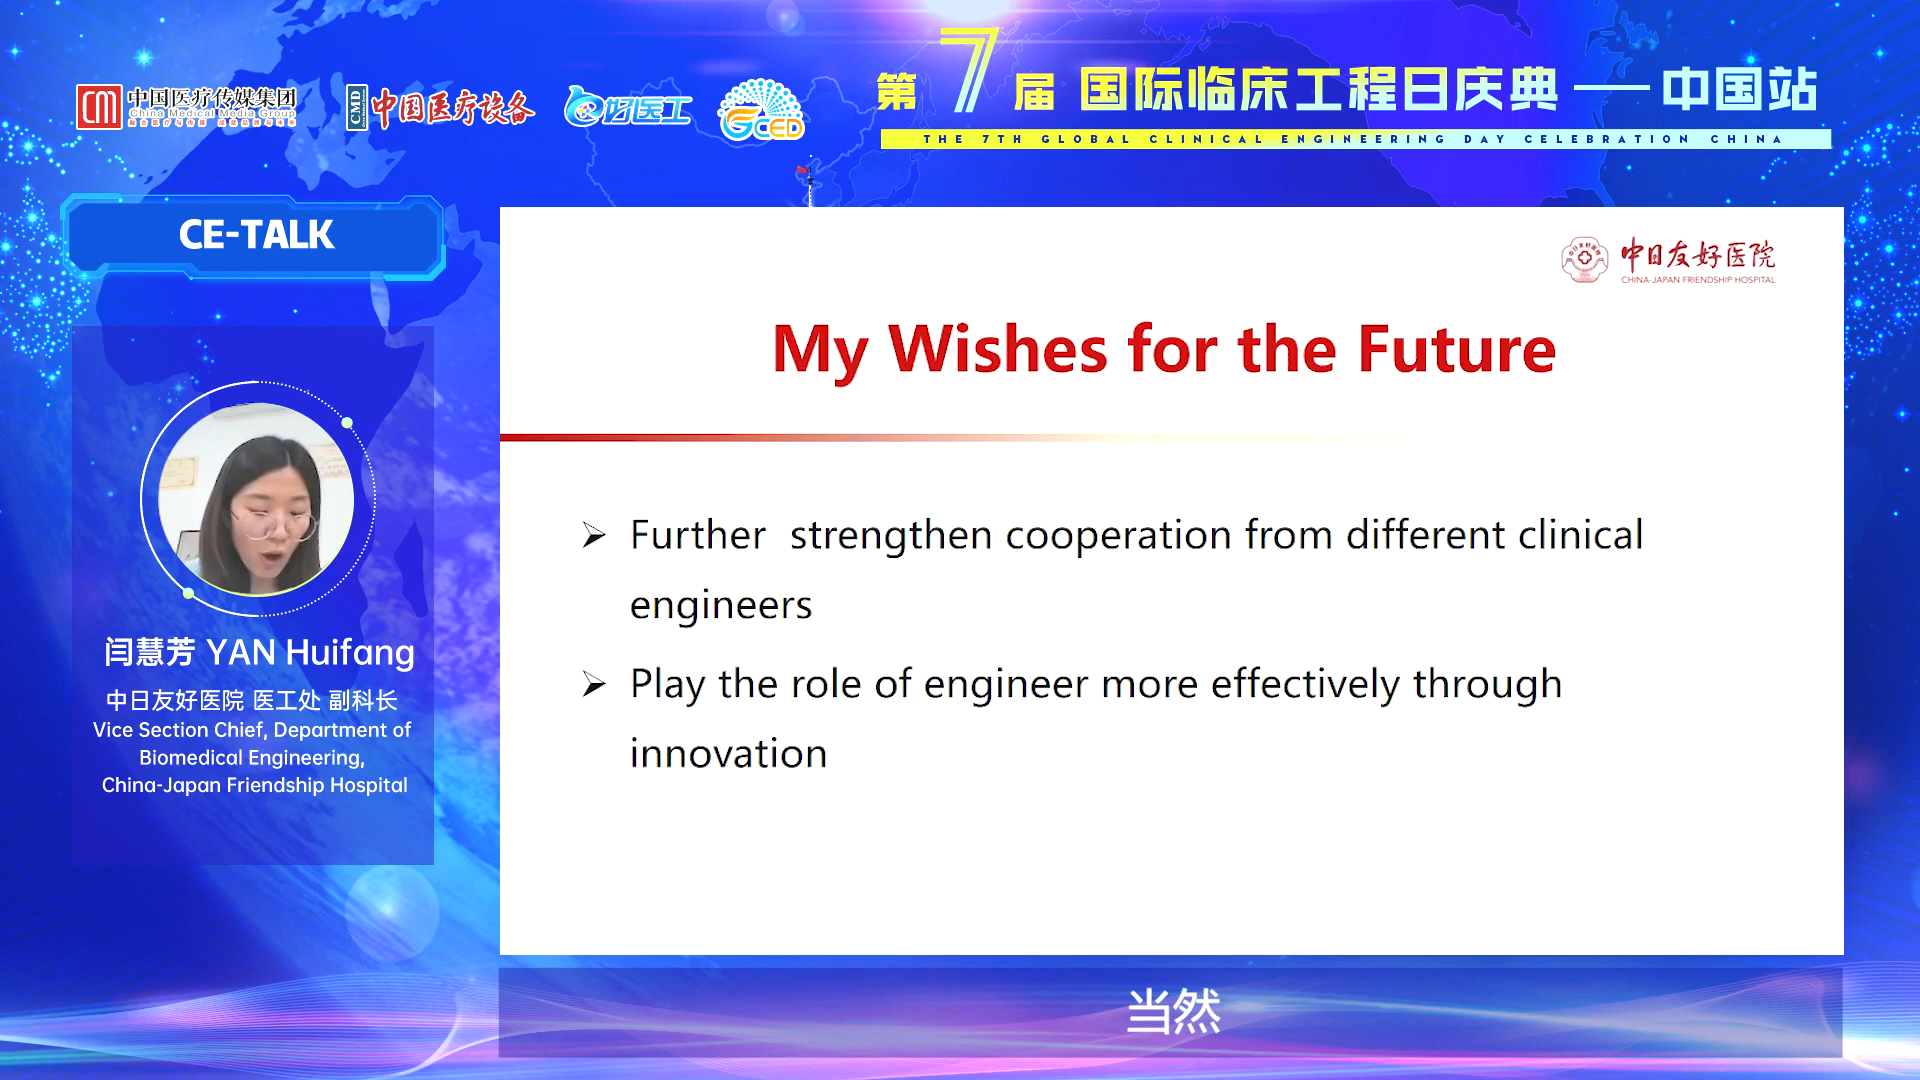 中国医疗传媒集团
China Medical Media Group
CMD 中国医疗设备
好医工
GCED
第7届 国际临床工程日庆典——中国站
THE 7TH GLOBAL CLINICAL ENGINEERING DAY CELEBRATION CHINA
CE-TALK
闫慧芳 YAN Huifang
中日友好医院 医工处 副科长
Vice Section Chief, Department of
Biomedical Engineering,
China-Japan Friendship Hospital
中日友好医院
CHINA-JAPAN FRIENDSHIP HOSPITAL
My Wishes for the Future
➢ Further strengthen cooperation from different clinical
engineers
➢ Play the role of engineer more effectively through
innovation
当然